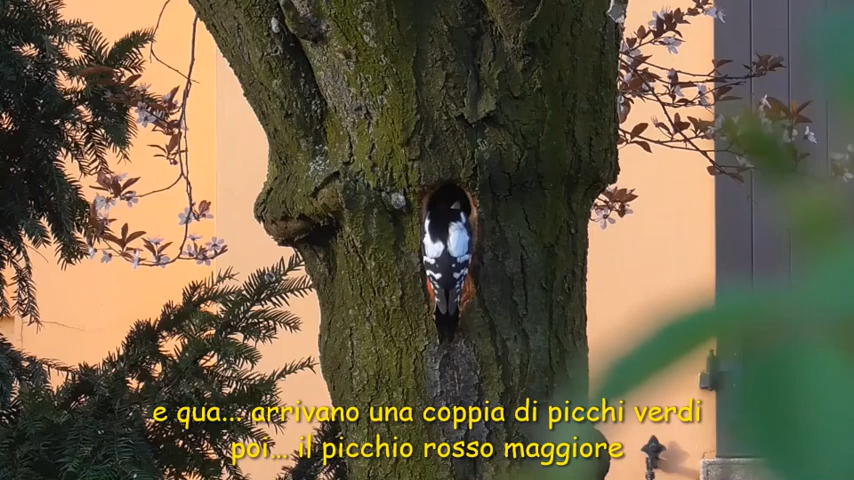 e qua... arrivano una coppia di picchi verdi
poi... il picchio rosso maggiore